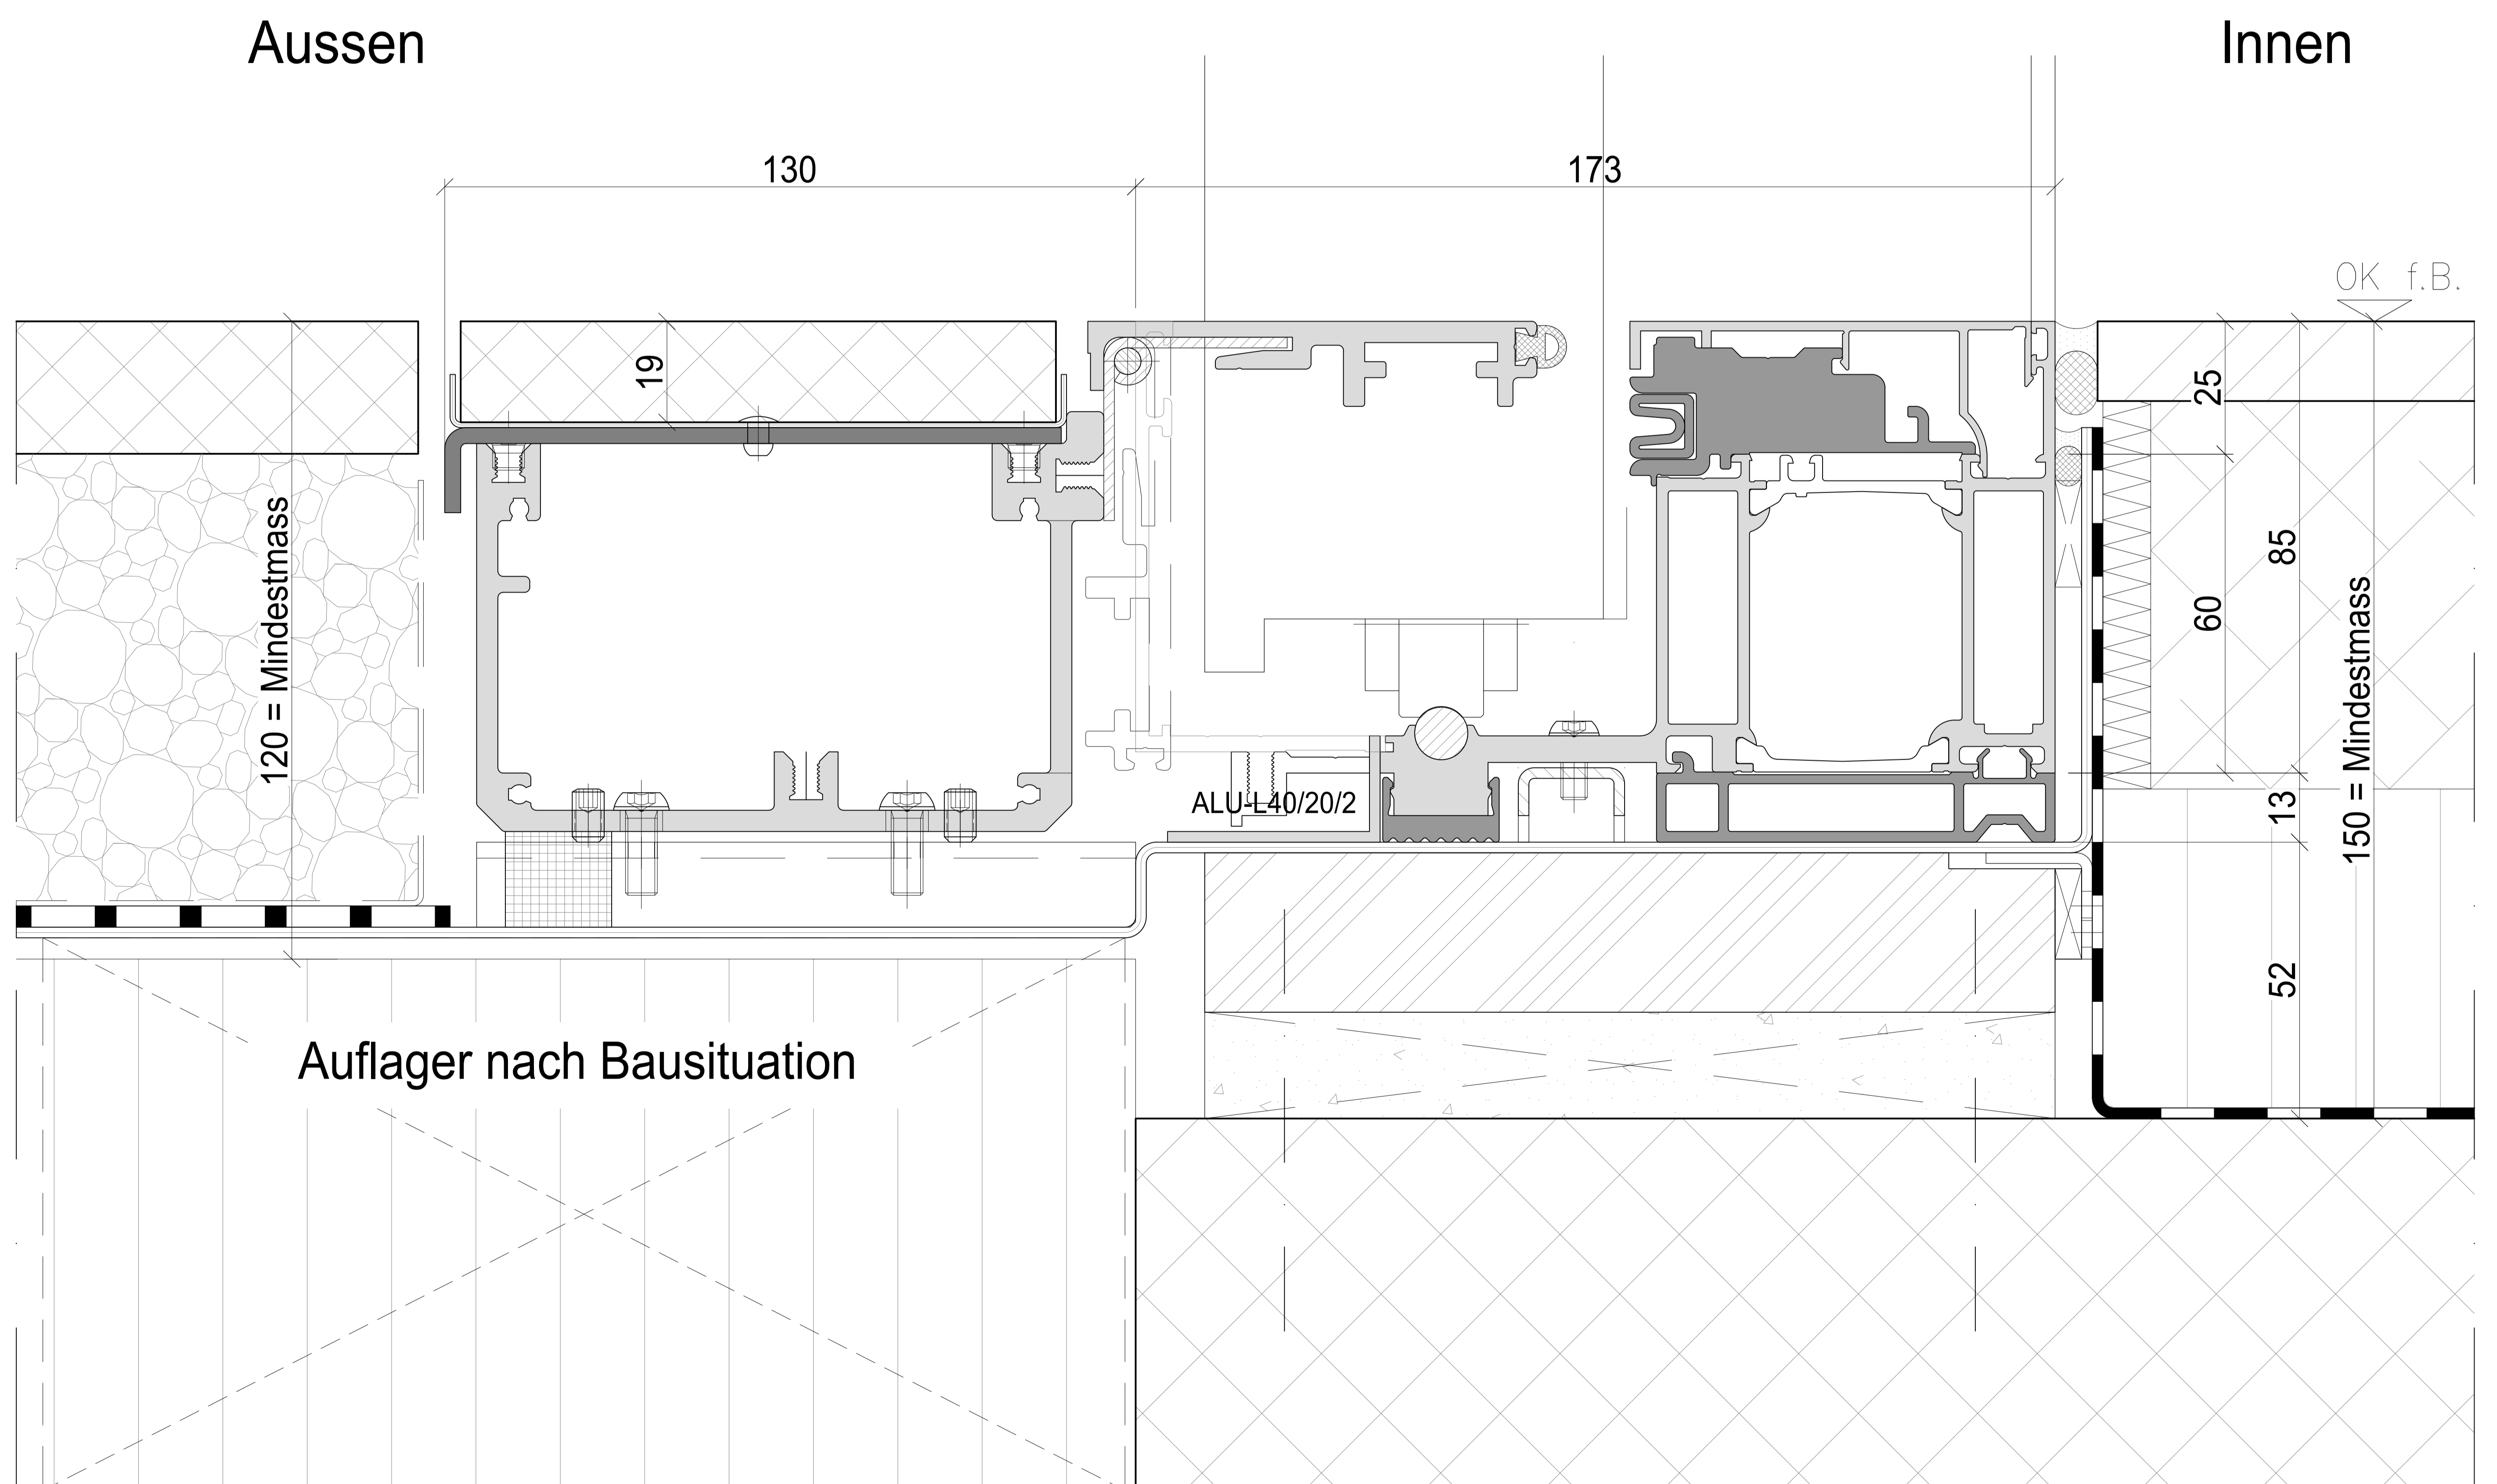 Aussen
Innen
130
173
OK f.B.
19
25
120 = Mindestmass
85
60
150 = Mindestmass
13
ALU-L40/20/2
52
Auflager nach Bausituation